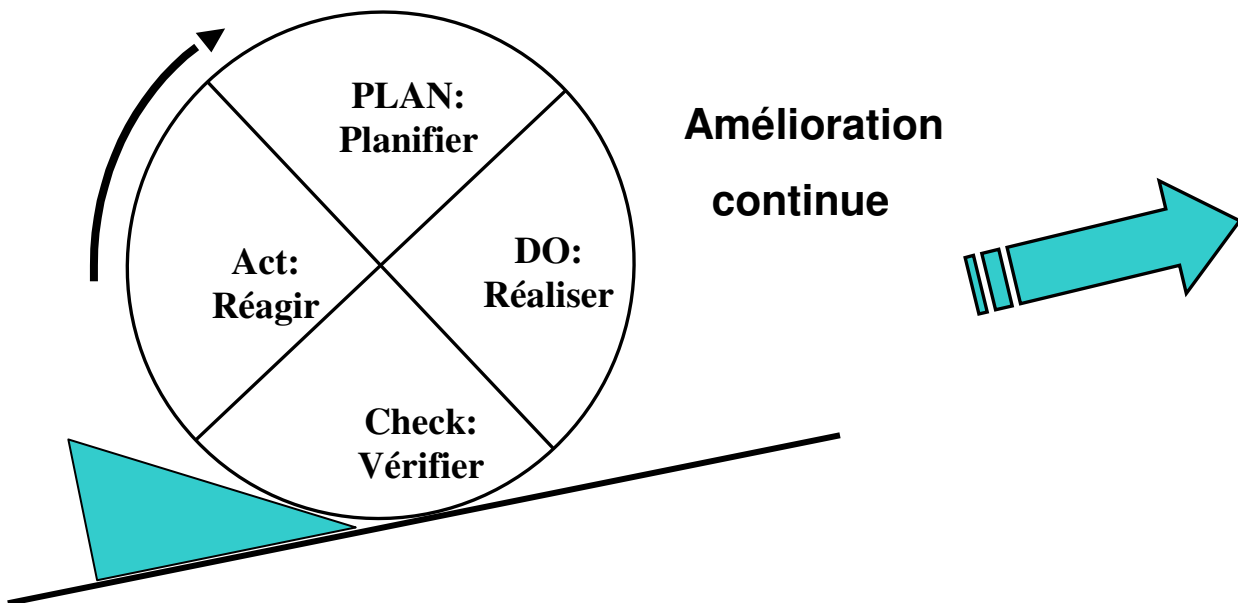 PLAN:
Planifier
Amélioration
continue
Act:
Réagir
DO:
Réaliser
Check:
Vérifier